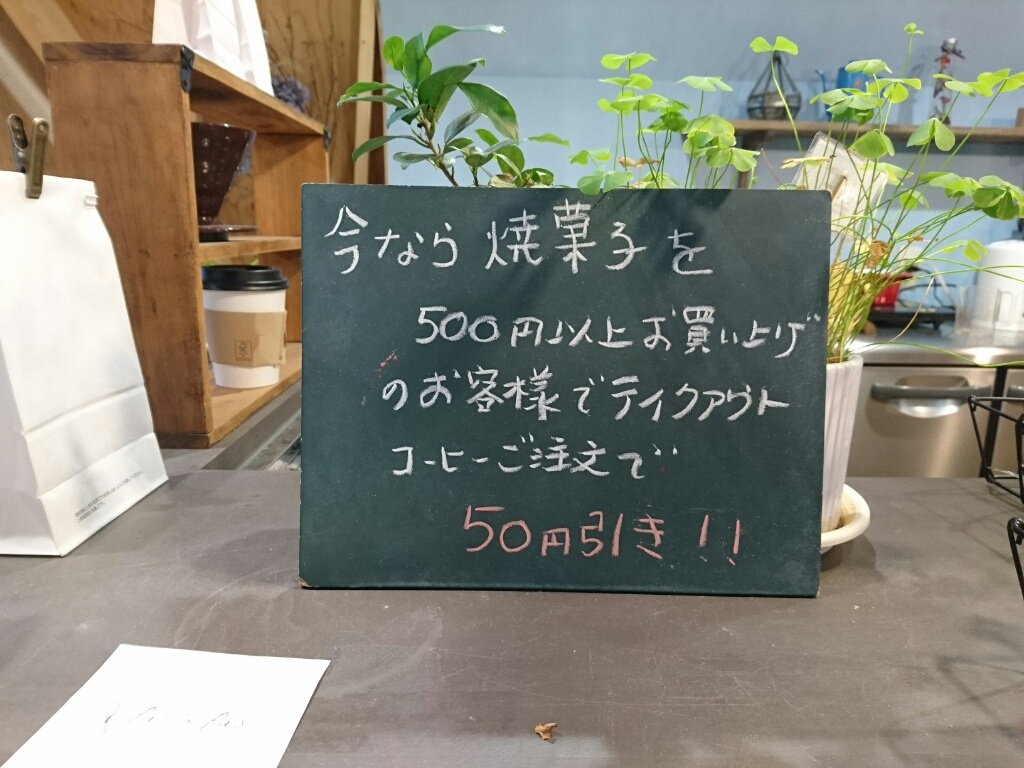 今なら 焼菓子を
500円以上お買い上げ
のお客様でテイクアウト
コーヒーご注文で
50円引き!!